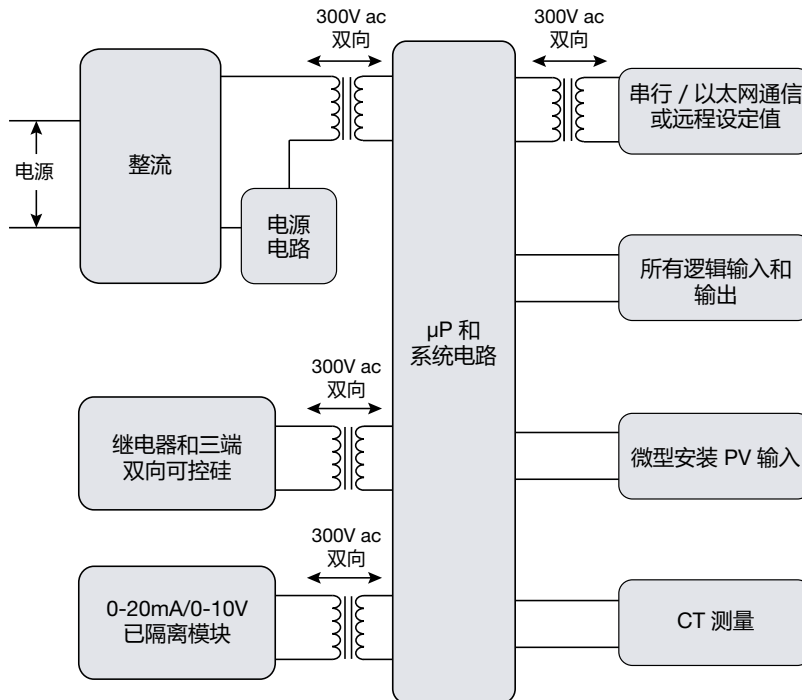 300V ac
双向
300V ac
双向
整流
电源
电源
电路
串行 / 以太网通信
或远程设定值
所有逻辑输入和
输出
µP 和
系统电路
300V ac
双向
继电器和三端
双向可控硅
微型安装 PV 输入
300V ac
双向
0-20mA/0-10V
已隔离模块
CT 测量